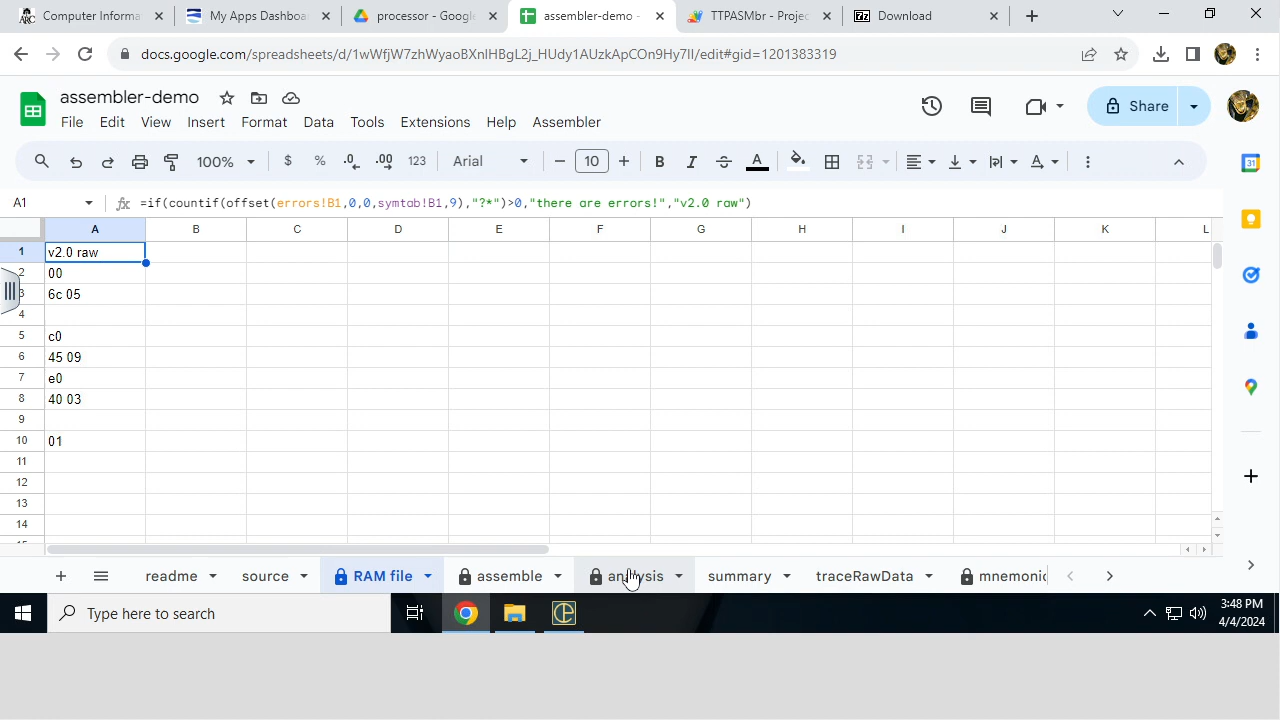 Computer Informa
My Apps Dashboa
processor - Googl
assembler-demo -
TTPASMbr - Proje
Download
docs.google.com/spreadsheets/d/1wWfjW7zhWyaoBXnlHBgL2j_HUdy1AUzkApCOn9Hy7lI/edit#gid=1201383319
assembler-demo
File Edit View Insert Format Data Tools Extensions Help Assembler
Share
100% $ % .0 .00 123 Arial 10 B I A
A1 fx =if(countif(offset(errors!B1,0,0,symtab!B1,9),"?*")>0,"there are errors!","v2.0 raw")
A B C D E F G H I J K L
1 v2.0 raw
2 00
3 6c 05
4
5 c0
6 45 09
7 e0
8 40 03
9
10 01
11
12
13
14
15
readme source RAM file assemble analysis summary traceRawData mnemonic
Type here to search
3:48 PM
4/4/2024